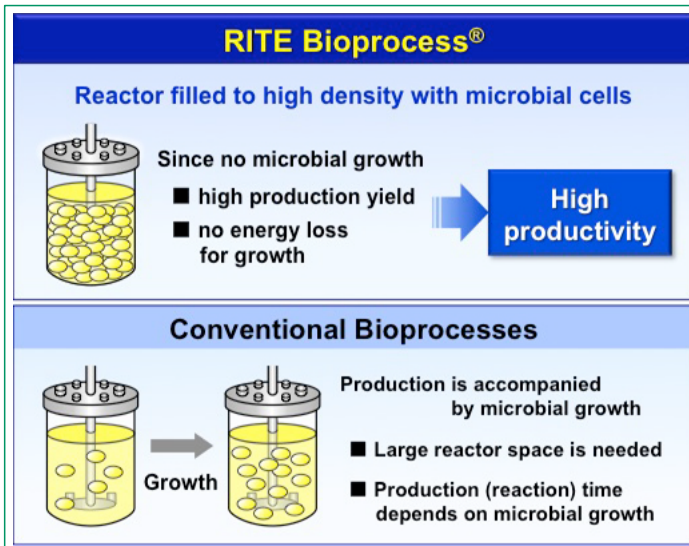 RITE Bioprocess®
Reactor filled to high density with microbial cells
Since no microbial growth
■ high production yield
■ no energy loss
for growth
High
productivity
Conventional Bioprocesses
Growth
Production is accompanied
by microbial growth
■ Large reactor space is needed
■ Production (reaction) time
depends on microbial growth